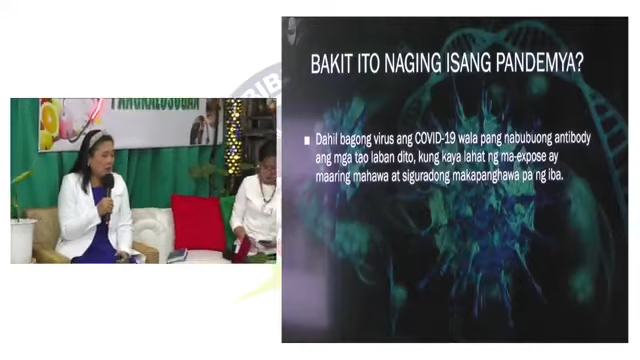 PANGKALUSUGAN
BAKIT ITO NAGING ISANG PANDEMYA?
Dahil bagong virus ang COVID-19 wala pang nabubuong antibody
ang mga tao laban dito, kung kaya lahat ng ma-expose ay
maaring mahawa at siguradong makapanghawa pa ng iba.